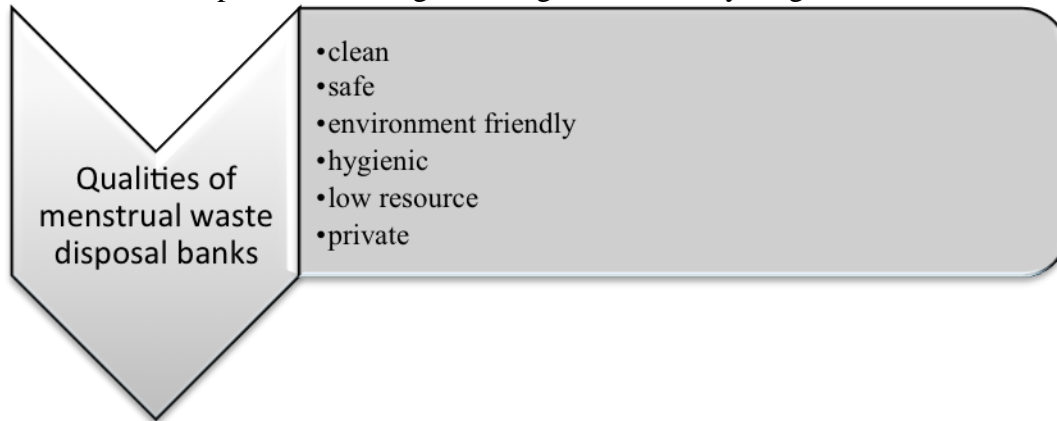 Qualities of
menstrual waste
disposal banks
•clean
•safe
•environment friendly
•hygienic
•low resource
•private